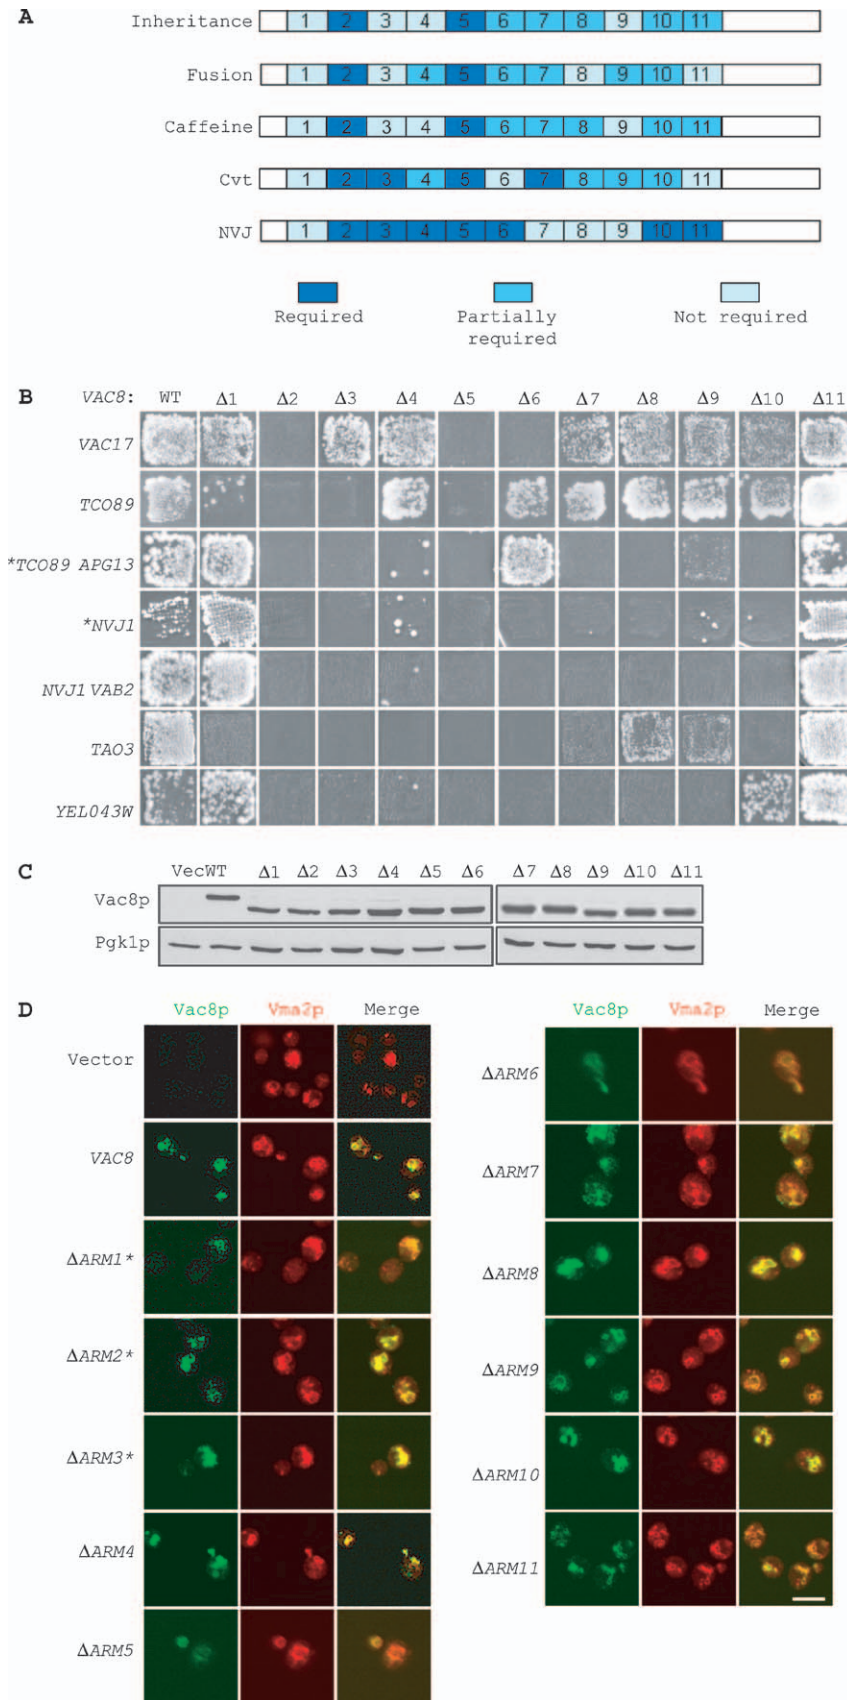 A
Inheritance 1 2 3 4 5 6 7 8 9 10 11
Fusion 1 2 3 4 5 6 7 8 9 10 11
Caffeine 1 2 3 4 5 6 7 8 9 10 11
Cvt 1 2 3 4 5 6 7 8 9 10 11
NVJ 1 2 3 4 5 6 7 8 9 10 11
Required Partially Not required
required
B VAC8: WT Δ1 Δ2 Δ3 Δ4 Δ5 Δ6 Δ7 Δ8 Δ9 Δ10 Δ11
VAC17
TCO89
*TCO89 APG13
*NVJ1
NVJ1 VAB2
TAO3
YEL043W
C VecWT Δ1 Δ2 Δ3 Δ4 Δ5 Δ6 Δ7 Δ8 Δ9 Δ10 Δ11
Vac8p
Pgk1p
D Vac8p Vma2p Merge
Vector
VAC8
ΔARM1*
ΔARM2*
ΔARM3*
ΔARM4
ΔARM5
Vac8p Vma2p Merge
ΔARM6
ΔARM7
ΔARM8
ΔARM9
ΔARM10
ΔARM11